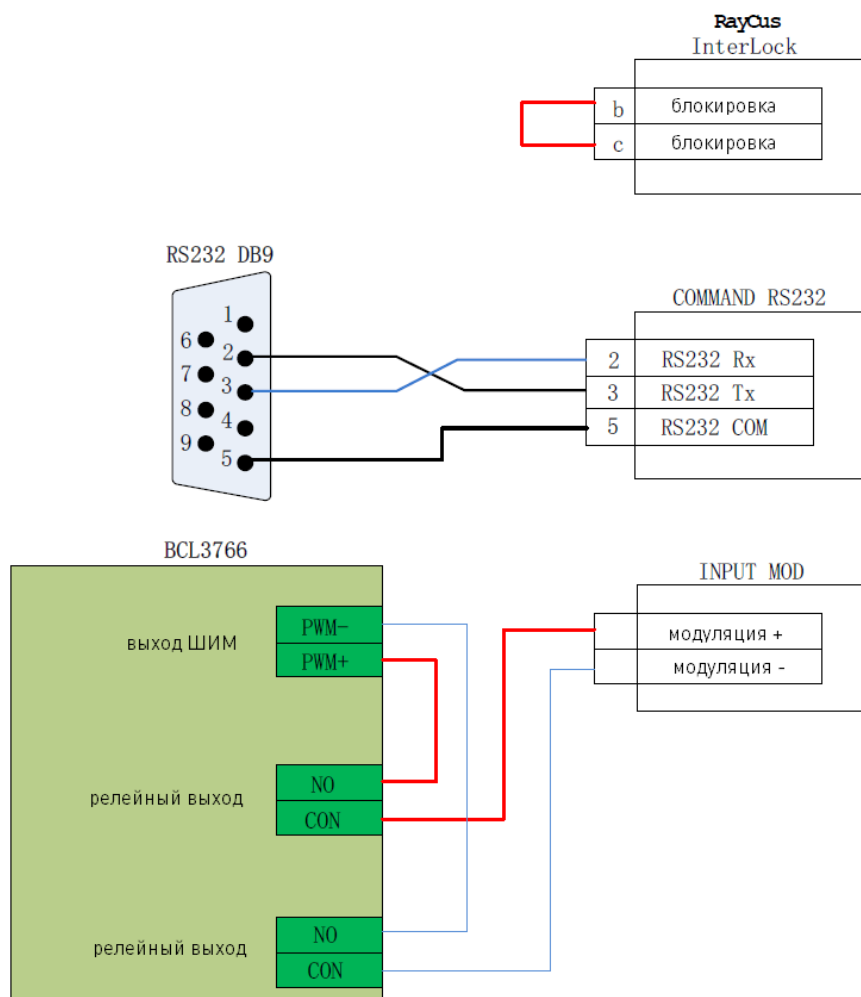 RayCus
InterLock
b блокировка
c блокировка
RS232 DB9
1
6
2
7
3
8
4
9
5
COMMAND RS232
2 RS232 Rx
3 RS232 Tx
5 RS232 COM
BCL3766
выход ШИМ
PWM-
PWM+
релейный выход
NO
CON
релейный выход
NO
CON
INPUT MOD
модуляция +
модуляция -